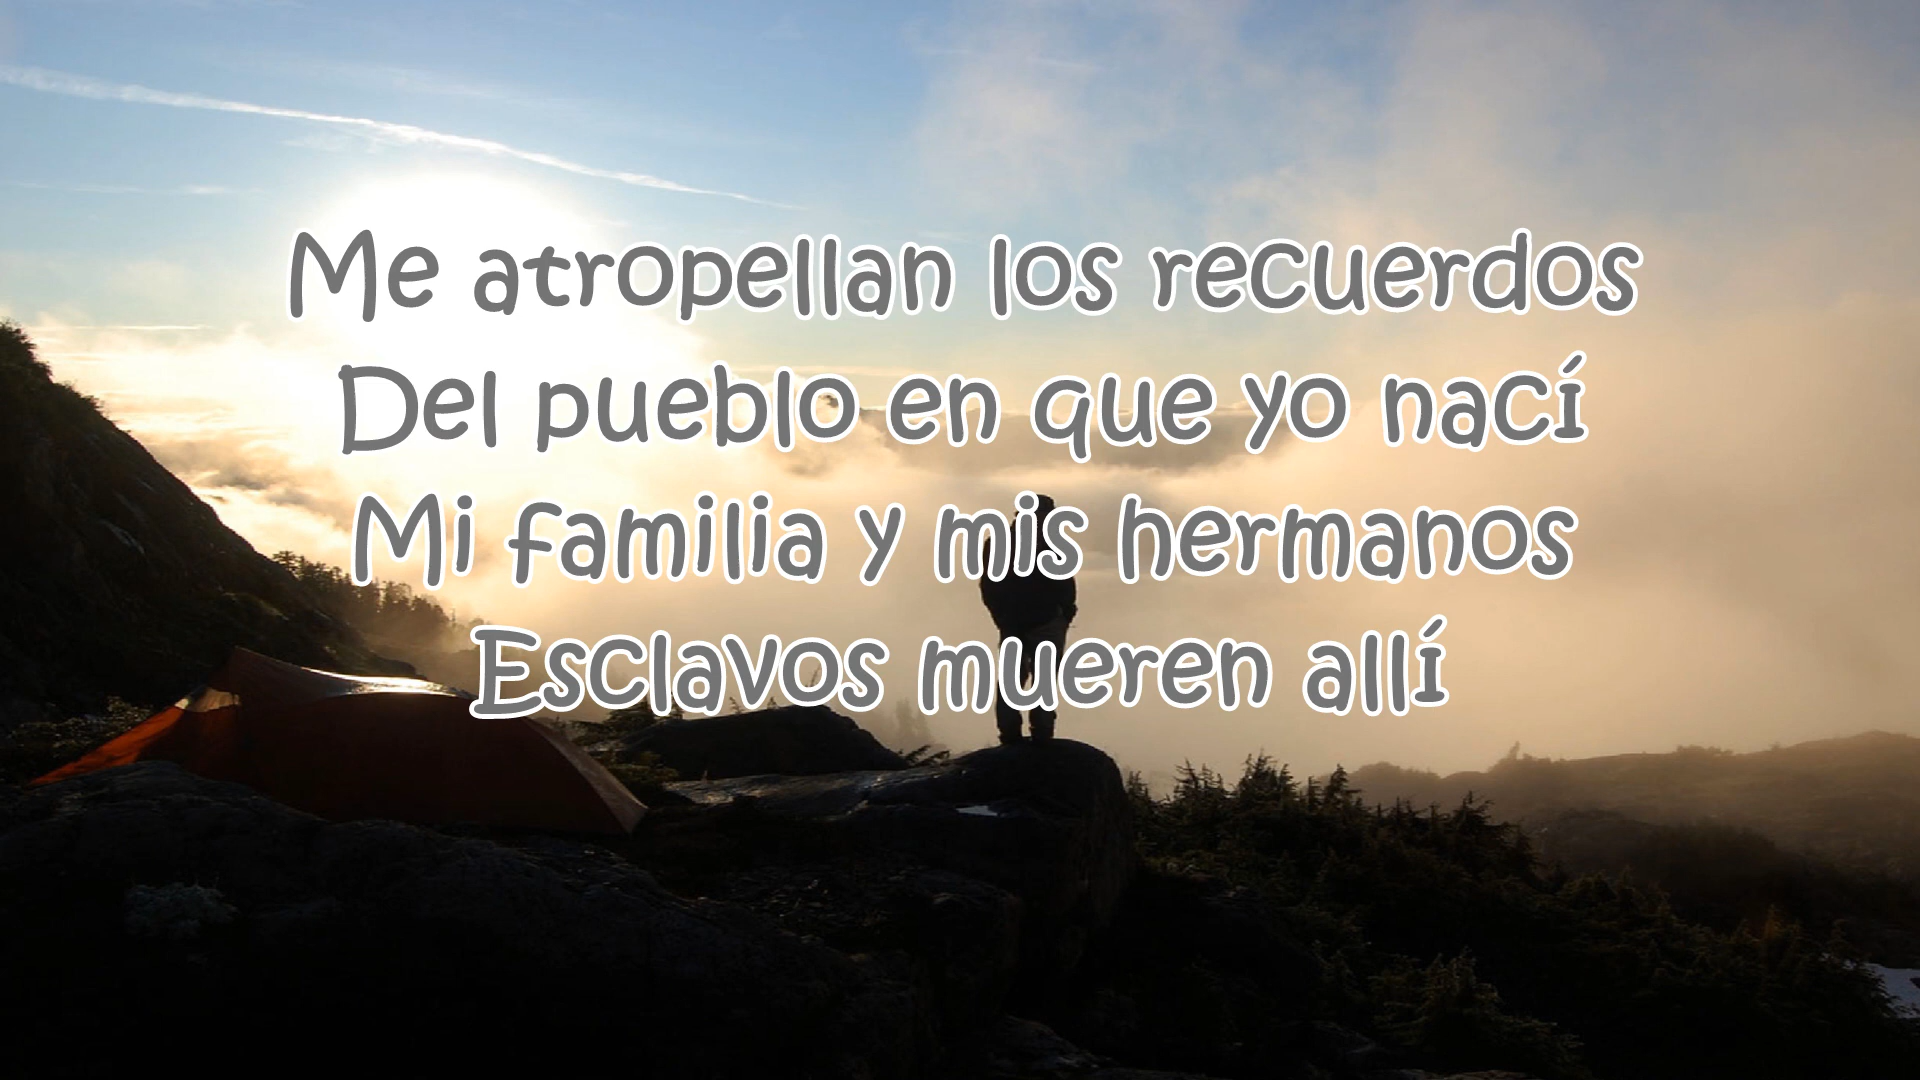 Me atropellan los recuerdos
Del pueblo en que yo nací
Mi familia y mis hermanos
Esclavos mueren allí